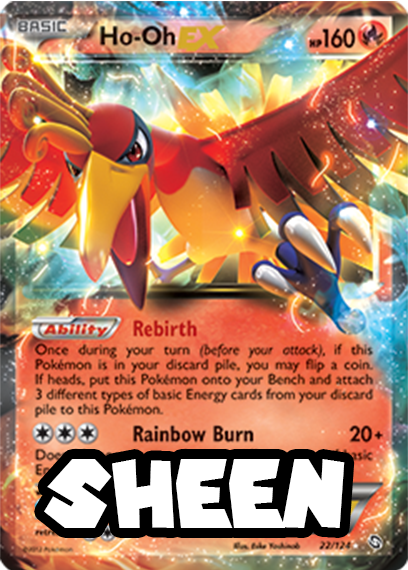 BASIC Ho-Oh EX HP160
Ability Rebirth
Once during your turn (before your attack), if this
Pokémon is in your discard pile, you may flip a coin.
If heads, put this Pokémon onto your Bench and attach
3 different types of basic Energy cards from your discard
pile to this Pokémon.
Rainbow Burn 20+
basic
SHEEN
©2012 Pokémon Illus. Eske Yoshinob 22/124